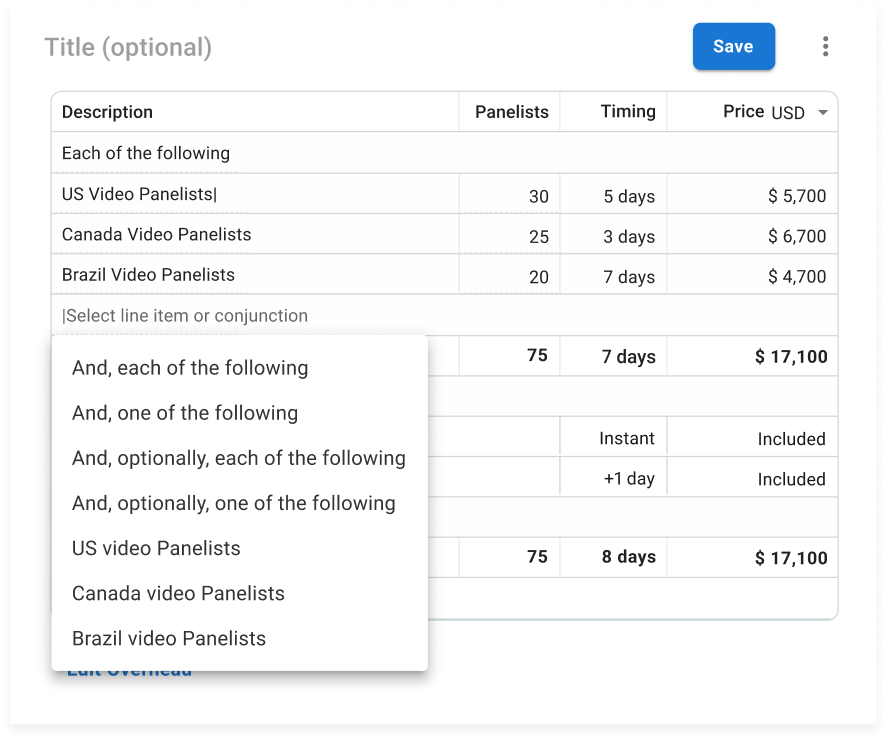 Title (optional) Save
Description Panelists Timing Price USD
Each of the following
US Video Panelists| 30 5 days $ 5,700
Canada Video Panelists 25 3 days $ 6,700
Brazil Video Panelists 20 7 days $ 4,700
|Select line item or conjunction
75 7 days $ 17,100
Instant Included
+1 day Included
75 8 days $ 17,100
And, each of the following
And, one of the following
And, optionally, each of the following
And, optionally, one of the following
US video Panelists
Canada video Panelists
Brazil video Panelists
Edit Overhead